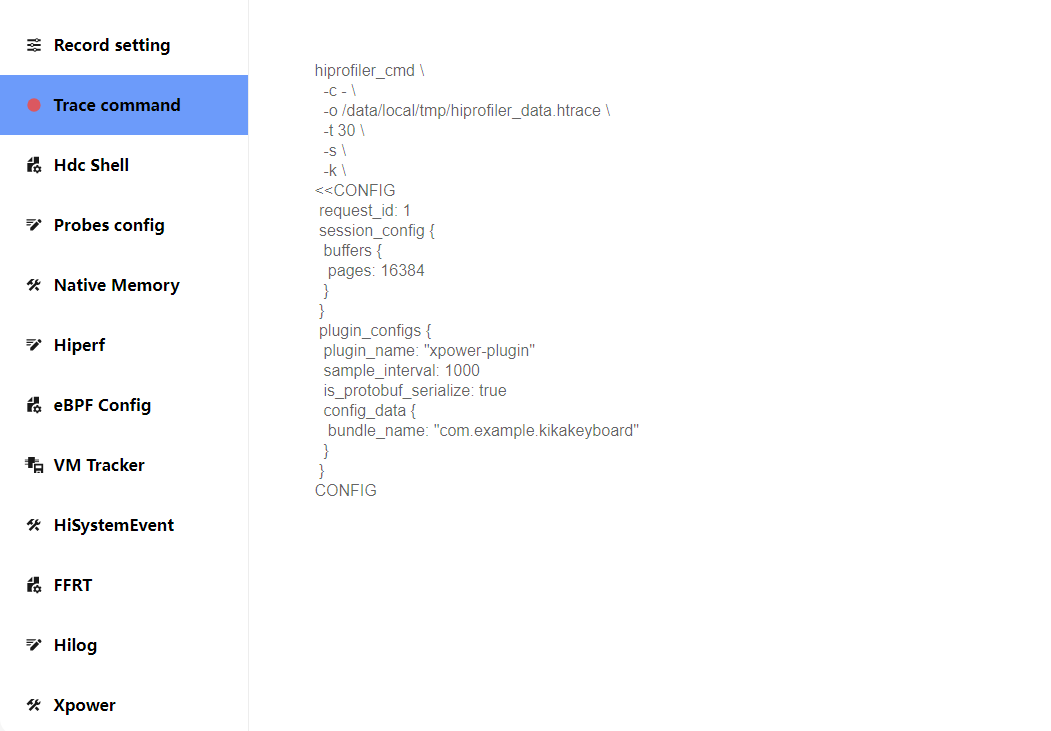 Record setting
Trace command
Hdc Shell
Probes config
Native Memory
Hiperf
eBPF Config
VM Tracker
HiSystemEvent
FFRT
Hilog
Xpower
hiprofiler_cmd \
  -c - \
  -o /data/local/tmp/hiprofiler_data.htrace \
  -t 30 \
  -s \
  -k \
<<CONFIG
 request_id: 1
 session_config {
  buffers {
   pages: 16384
  }
 }
 plugin_configs {
  plugin_name: "xpower-plugin"
  sample_interval: 1000
  is_protobuf_serialize: true
  config_data {
   bundle_name: "com.example.kikakeyboard"
  }
 }
CONFIG